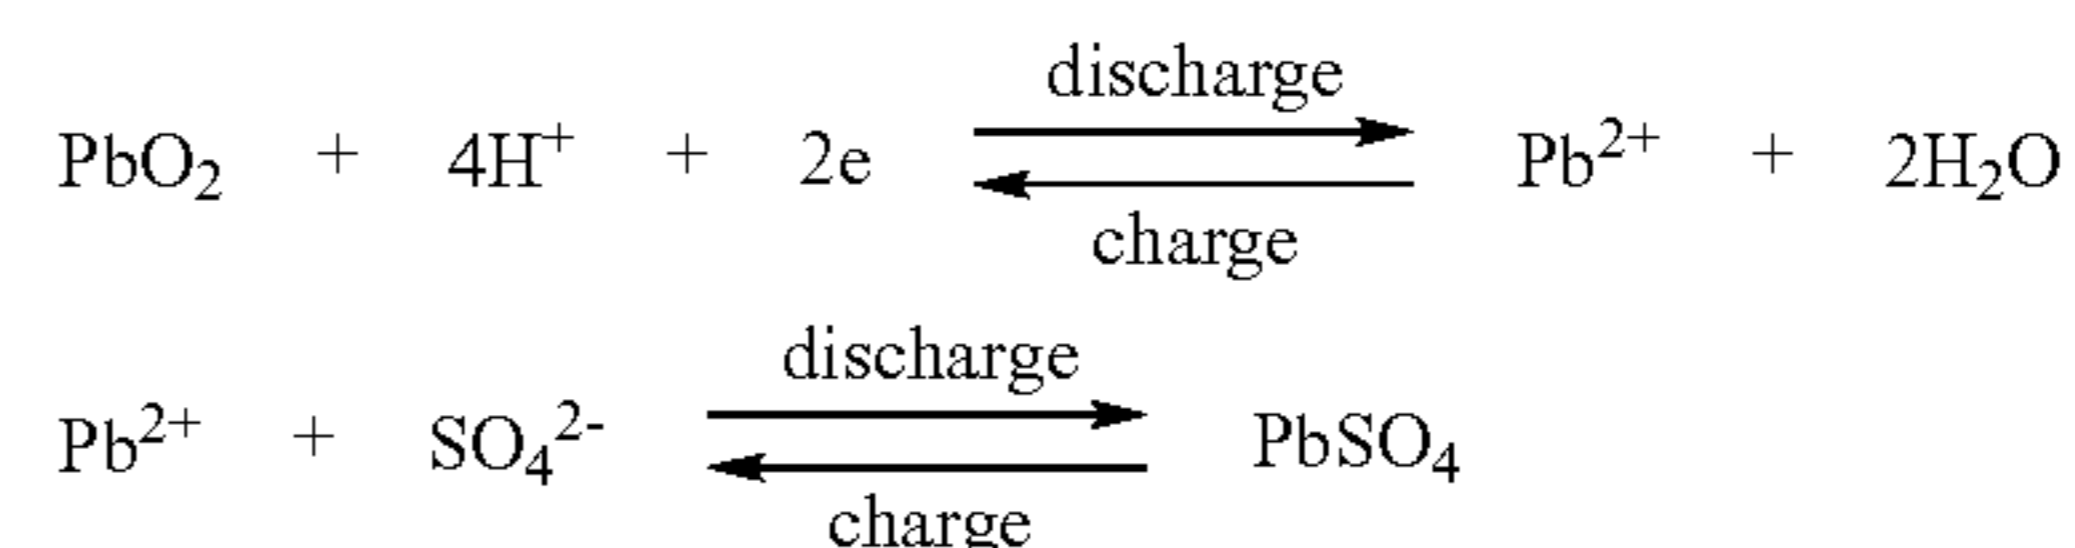 discharge
PbO₂ + 4H⁺ + 2e Pb²⁺ + 2H₂O
charge
discharge
Pb²⁺ + SO₄²⁻ PbSO₄
charge